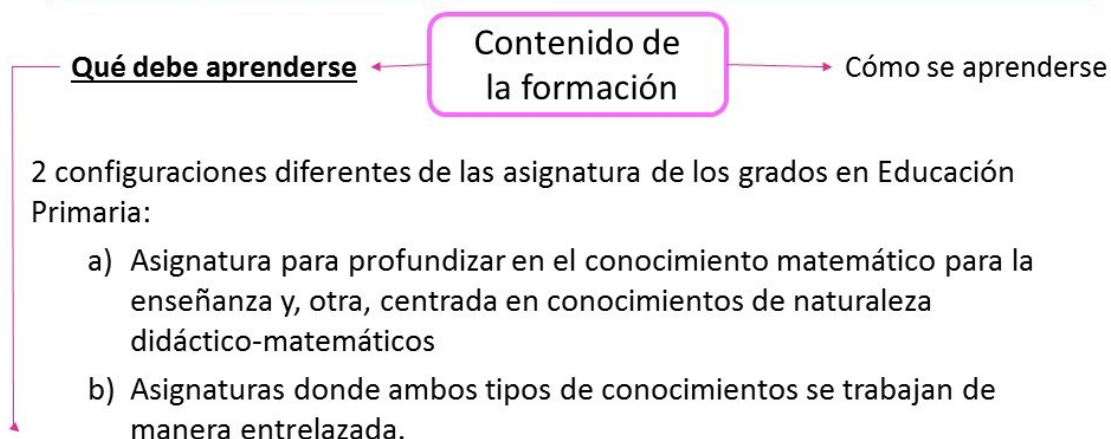 Contenido de
la formación
Qué debe aprenderse
Cómo se aprenderse
2 configuraciones diferentes de las asignatura de los grados en Educación
Primaria:
a) Asignatura para profundizar en el conocimiento matemático para la
enseñanza y, otra, centrada en conocimientos de naturaleza
didáctico-matemáticos
b) Asignaturas donde ambos tipos de conocimientos se trabajan de
manera entrelazada.